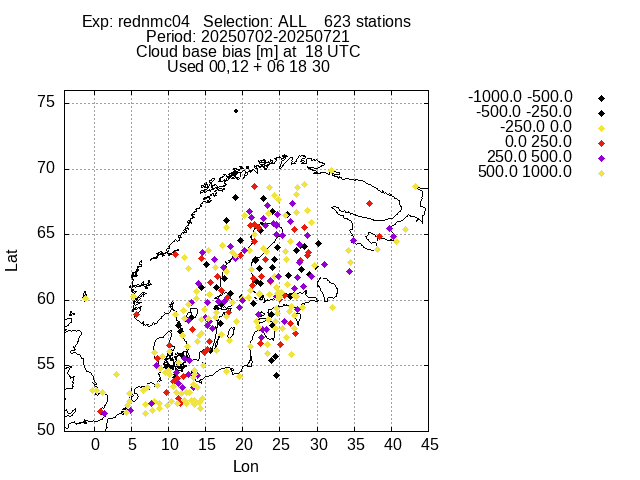 Exp: rednmc04 Selection: ALL 623 stations
Period: 20250702-20250721
Cloud base bias [m] at 18 UTC
Used 00,12 + 06 18 30
-1000.0 -500.0
-500.0 -250.0
-250.0 0.0
0.0 250.0
250.0 500.0
500.0 1000.0
75
70
65
60
55
50
Lat
0 5 10 15 20 25 30 35 40 45
Lon